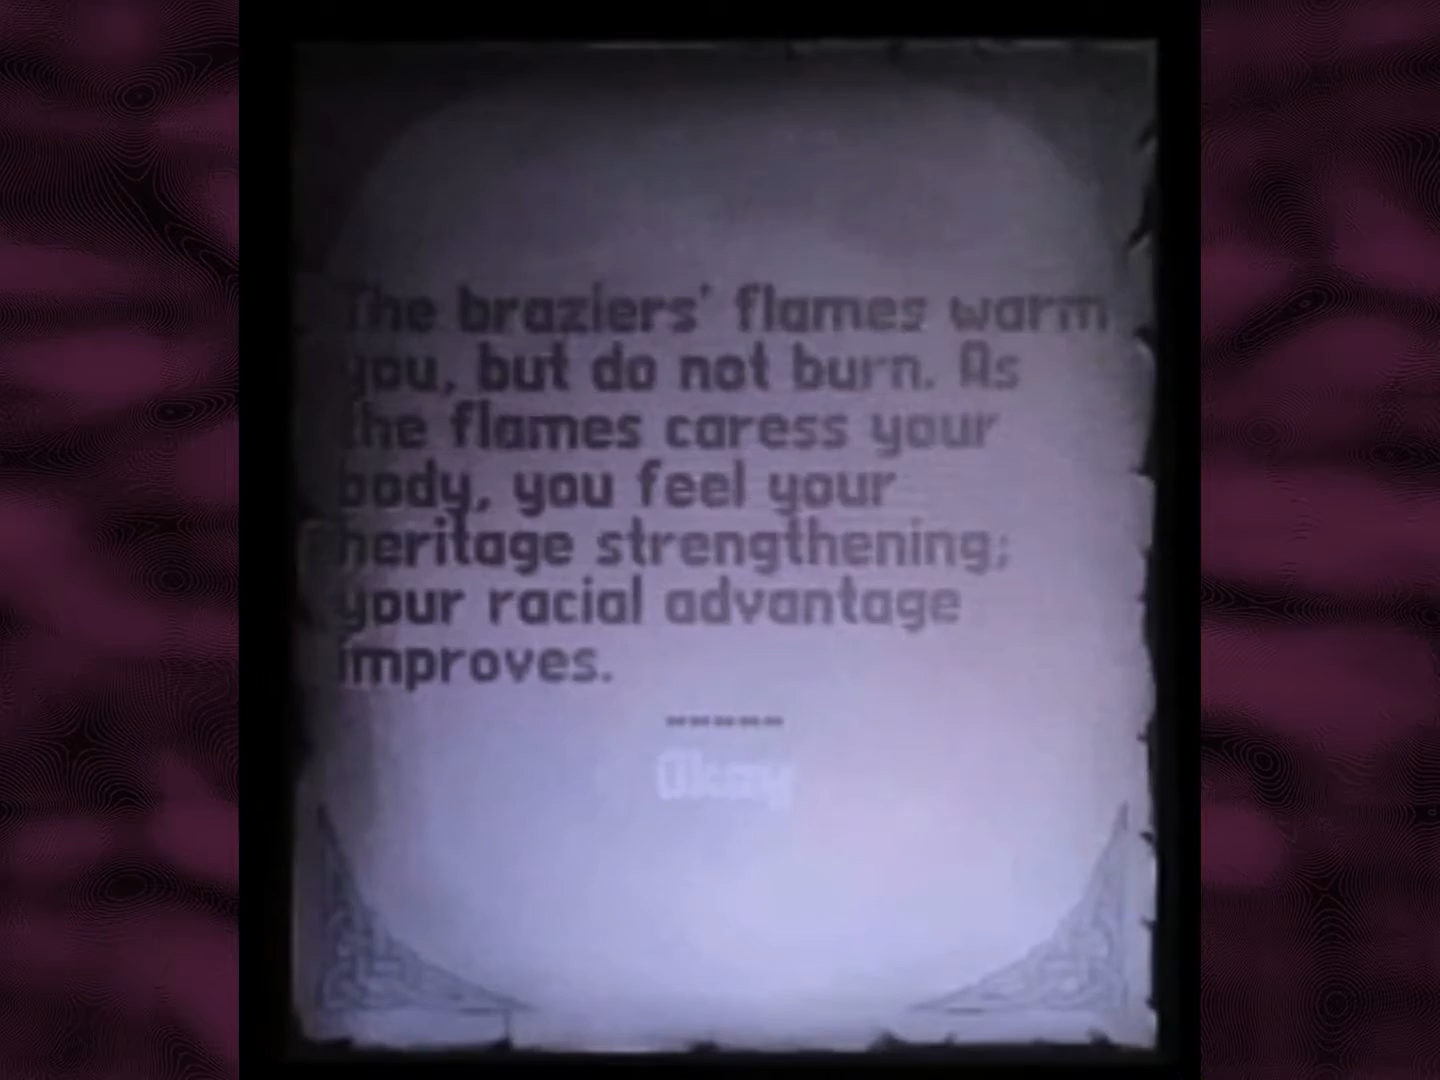 The braziers' flames warm
you, but do not burn. As
the flames caress your
body, you feel your
heritage strengthening;
your racial advantage
improves.
-----
Okay